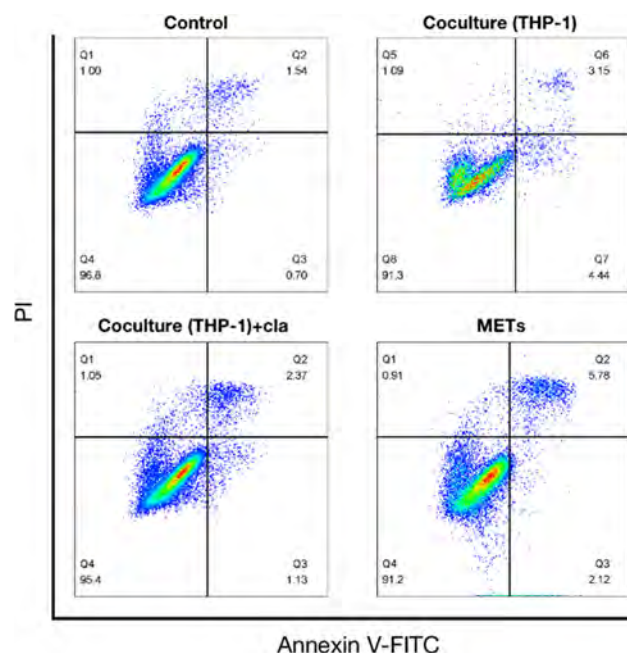 Control
Coculture (THP-1)
Q1
1.00
Q2
1.54
Q5
1.09
Q6
3.15
Q4
96.8
Q3
0.70
Q8
91.3
Q7
4.44
PI
Coculture (THP-1)+cla
METs
Q1
1.05
Q2
2.37
Q1
0.91
Q2
5.78
Q4
95.4
Q3
1.13
Q4
91.2
Q3
2.12
Annexin V-FITC